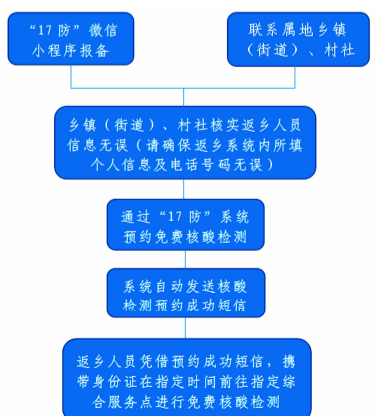 “17防”微信
小程序报备
联系属地乡镇
（街道）、村社
乡镇（街道）、村社核实返乡人员
信息无误（请确保返乡系统内所填
个人信息及电话号码无误）
通过“17防”系统
预约免费核酸检测
系统自动发送核酸
检测预约成功短信
返乡人员凭借预约成功短信，携
带身份证在指定时间前往指定综
合服务点进行免费核酸检测